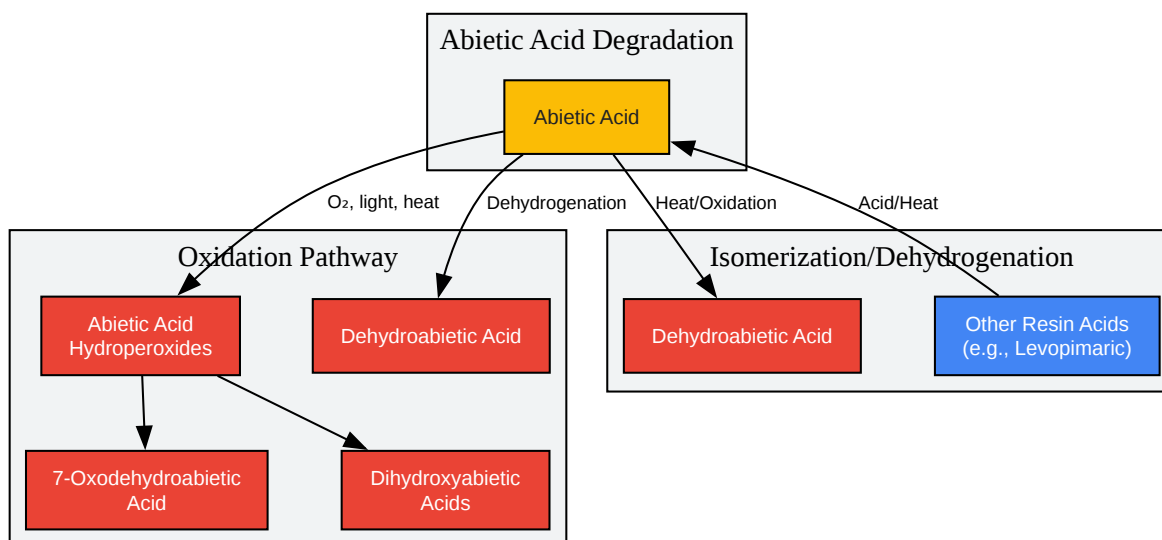 Abietic Acid Degradation
Abietic Acid
O₂, light, heat
Dehydrogenation
Heat/Oxidation
Acid/Heat
Oxidation Pathway
Isomerization/Dehydrogenation
Abietic Acid
Hydroperoxides
Dehydroabietic Acid
Dehydroabietic Acid
Other Resin Acids
(e.g., Levopimaric)
7-Oxodehydroabietic
Acid
Dihydroxyabietic
Acids